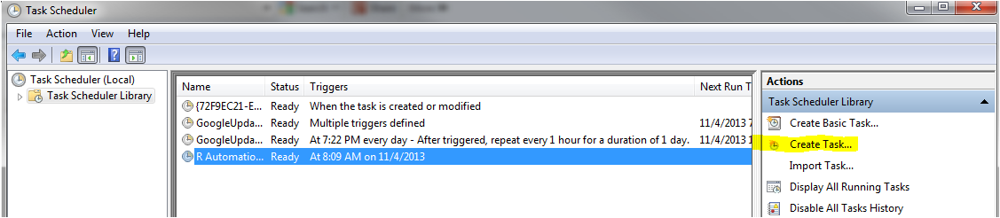 Task Scheduler
File Action View Help
Task Scheduler (Local)
Task Scheduler Library
Name Status Triggers Next Run T
{72F9EC21-E... Ready When the task is created or modified
GoogleUpda... Ready Multiple triggers defined 11/4/2013 7
GoogleUpda... Ready At 7:22 PM every day - After triggered, repeat every 1 hour for a duration of 1 day. 11/4/2013 1
R Automatio... Ready At 8:09 AM on 11/4/2013
Actions
Task Scheduler Library
Create Basic Task...
Create Task...
Import Task...
Display All Running Tasks
Disable All Tasks History